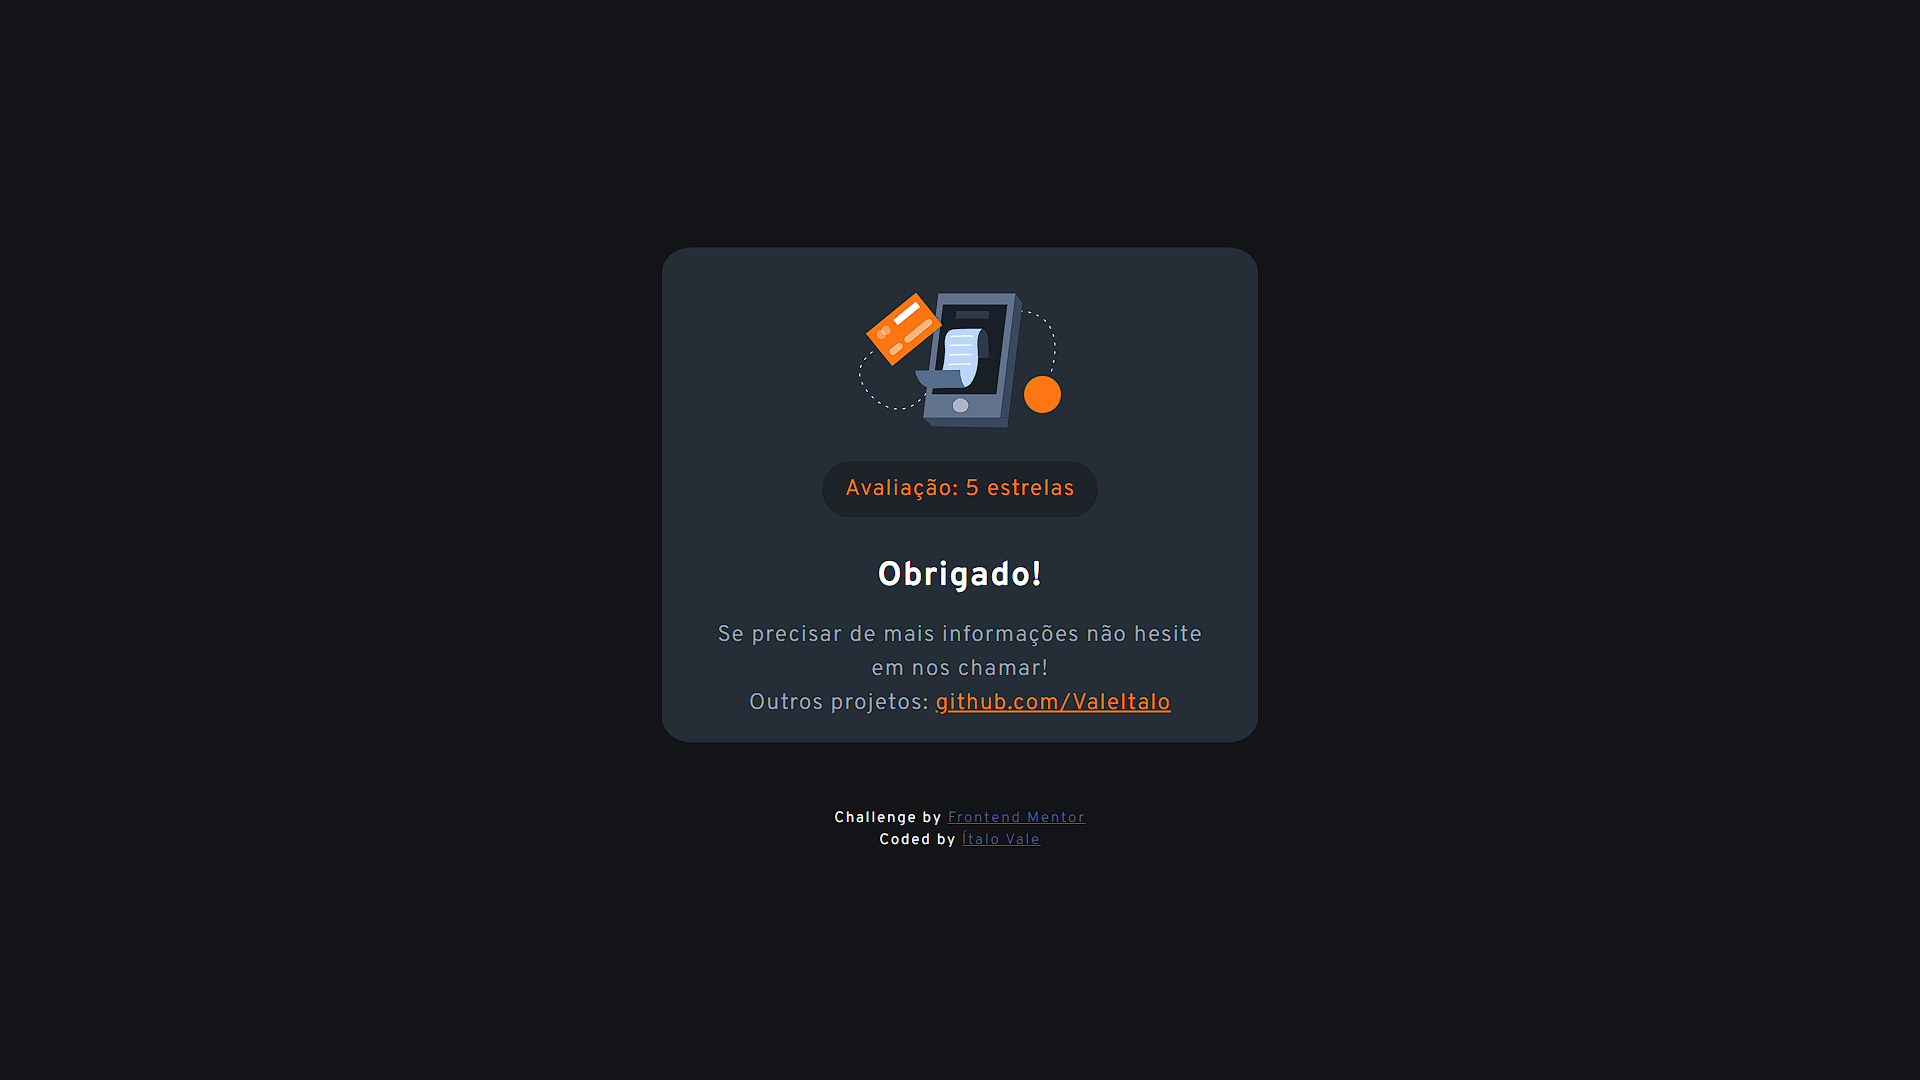 Avaliação: 5 estrelas
Obrigado!
Se precisar de mais informações não hesite
em nos chamar!
Outros projetos: github.com/ValeItalo
Challenge by Frontend Mentor
Coded by Ítalo Vale